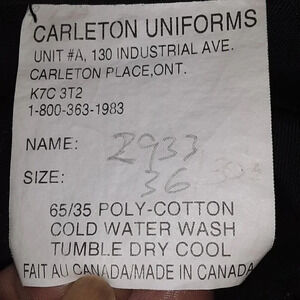 CARLETON UNIFORMS
UNIT #A, 130 INDUSTRIAL AVE.
CARLETON PLACE,ONT.
K7C 3T2
1-800-363-1983
NAME: 2933
SIZE: 36
65/35 POLY-COTTON
COLD WATER WASH
TUMBLE DRY COOL
FAIT AU CANADA/MADE IN CANADA